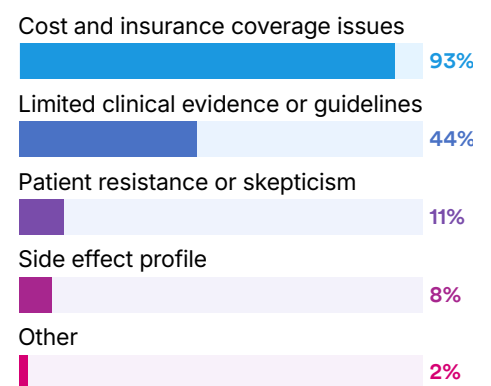 Cost and insurance coverage issues
93%
Limited clinical evidence or guidelines
44%
Patient resistance or skepticism
11%
Side effect profile
8%
Other
2%